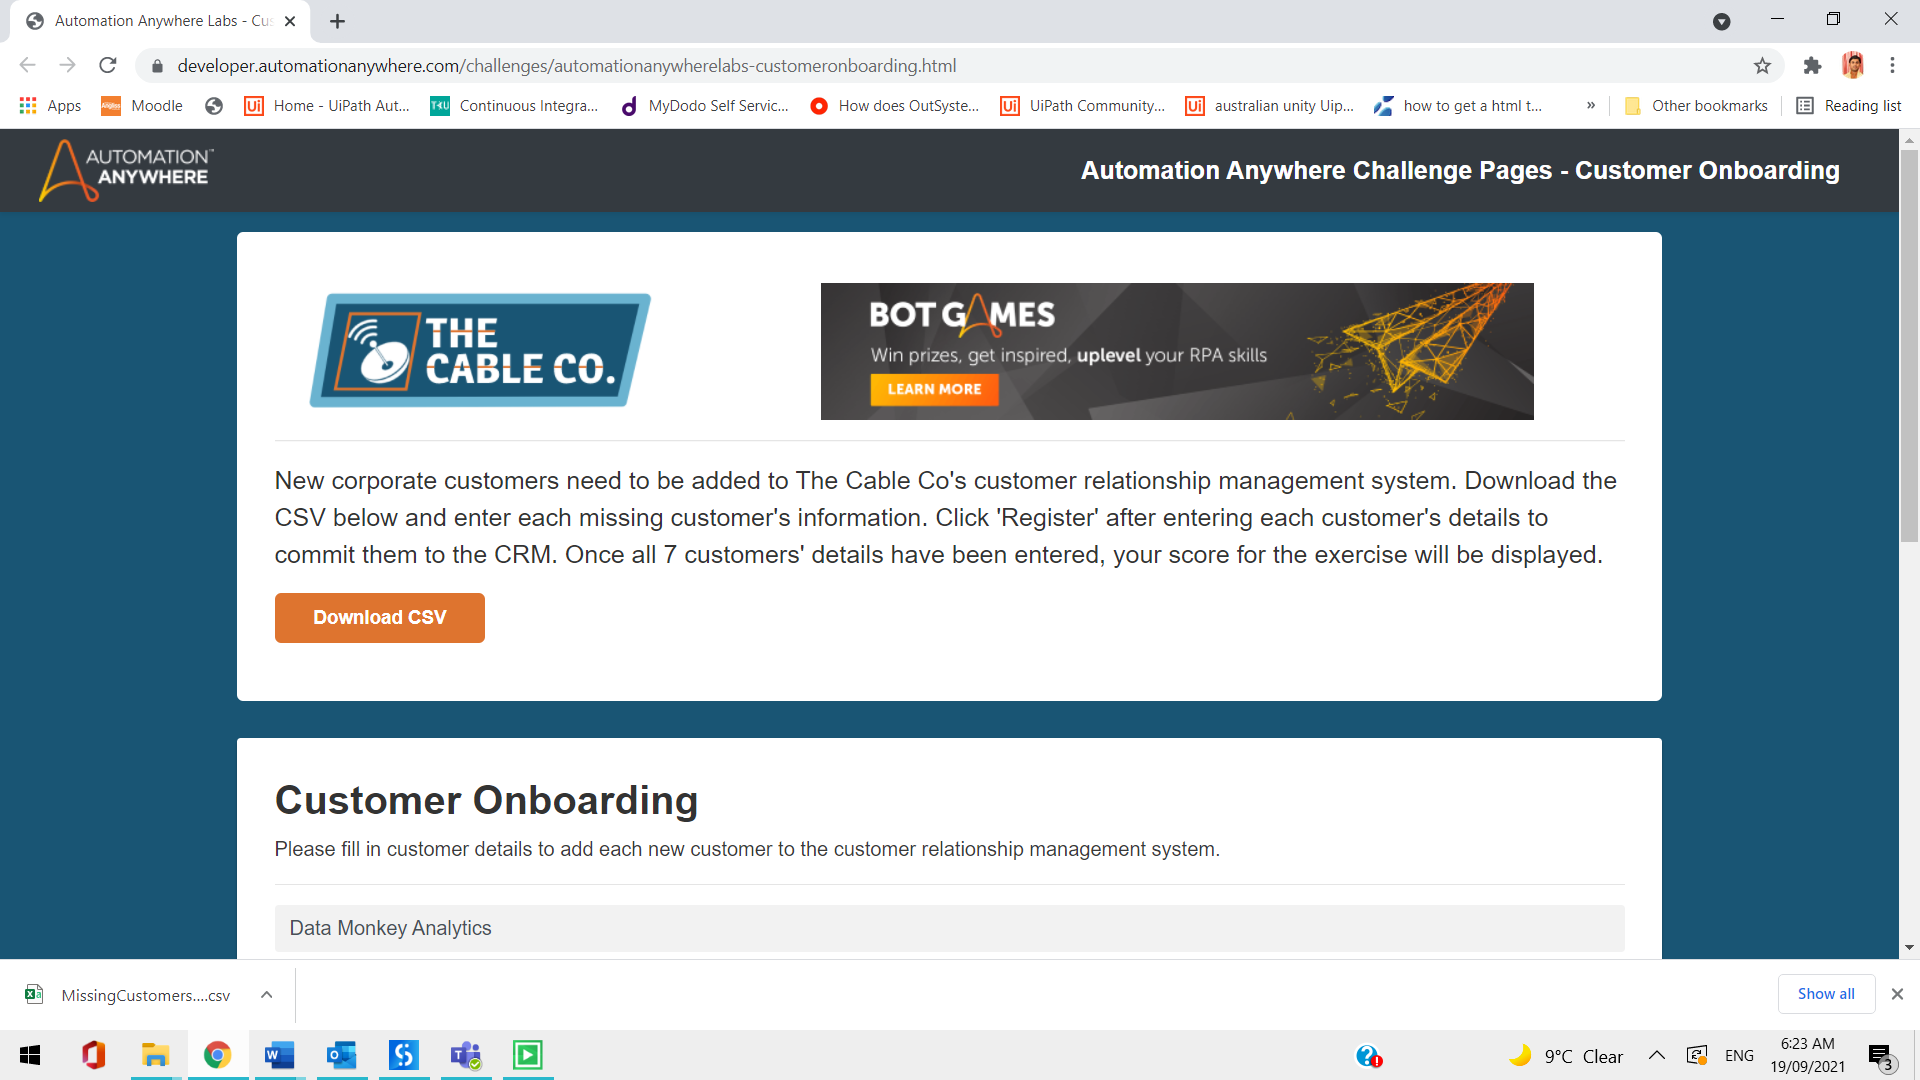 Automation Anywhere Labs - Cus
developer.automationanywhere.com/challenges/automationanywherelabs-customeronboarding.html
Apps Moodle Home - UiPath Aut... Continuous Integra... MyDodo Self Servic... How does OutSyste... UiPath Community... australian unity Uip... how to get a html t... » Other bookmarks Reading list
AUTOMATION
ANYWHERE
Automation Anywhere Challenge Pages - Customer Onboarding
THE
CABLE CO.
BOT GAMES
Win prizes, get inspired, uplevel your RPA skills
LEARN MORE
New corporate customers need to be added to The Cable Co's customer relationship management system. Download the
CSV below and enter each missing customer's information. Click 'Register' after entering each customer's details to
commit them to the CRM. Once all 7 customers' details have been entered, your score for the exercise will be displayed.
Download CSV
Customer Onboarding
Please fill in customer details to add each new customer to the customer relationship management system.
Data Monkey Analytics
MissingCustomers....csv
Show all
9°C Clear
ENG
6:23 AM
19/09/2021
3